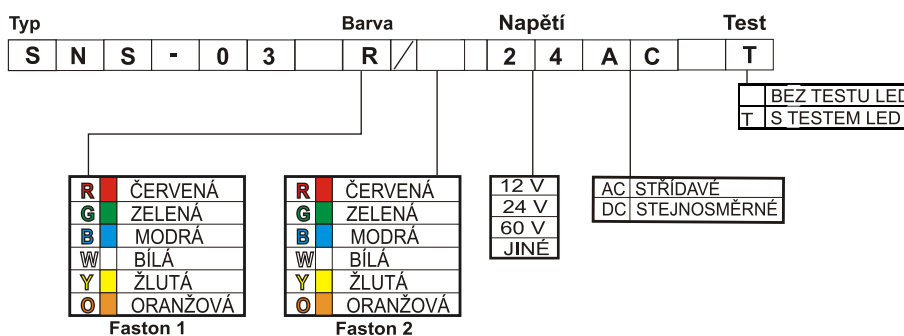 Typ Barva Napětí Test
S N S - 0 3 R / 2 4 A C T
BEZ TESTU LED
T S TESTEM LED
R ČERVENÁ
G ZELENÁ
B MODRÁ
W BÍLÁ
Y ŽLUTÁ
O ORANŽOVÁ
Faston 1
R ČERVENÁ
G ZELENÁ
B MODRÁ
W BÍLÁ
Y ŽLUTÁ
O ORANŽOVÁ
Faston 2
12 V
24 V
60 V
JINÉ
AC STŘÍDAVÉ
DC STEJNOSMĚRNÉ